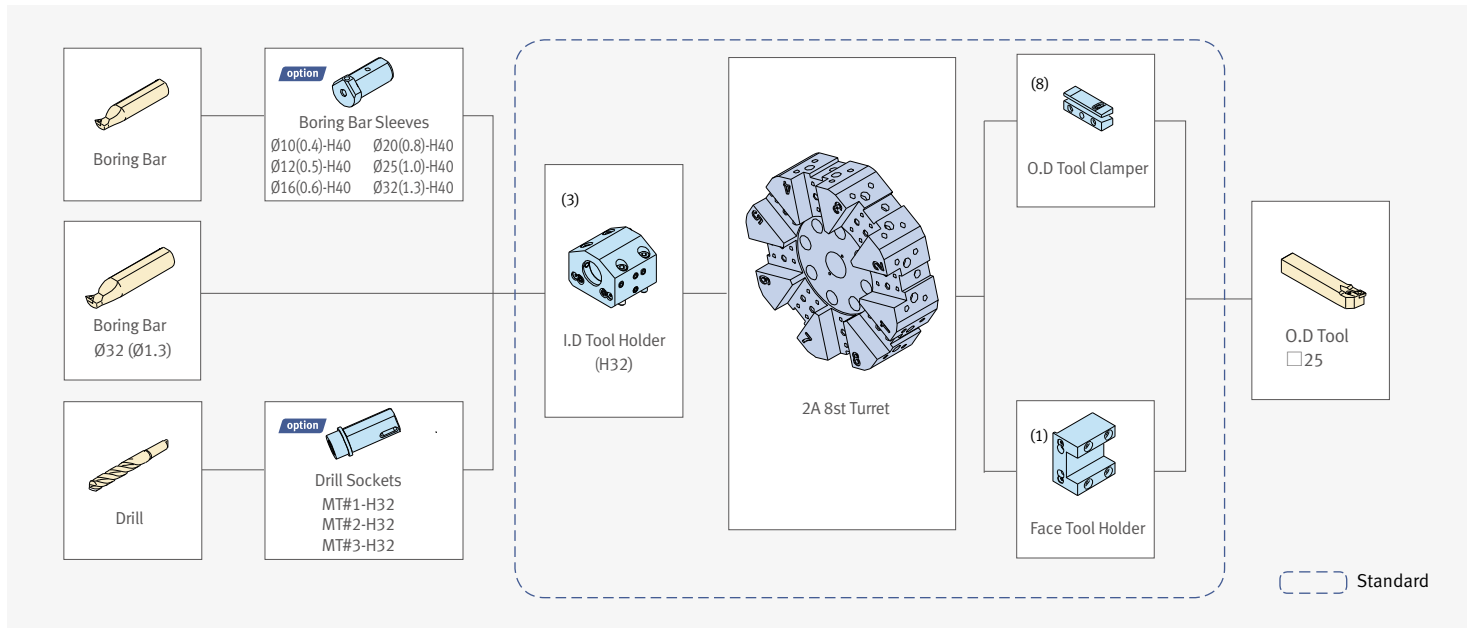 option
Boring Bar
Boring Bar Sleeves
Ø10(0.4)-H40 Ø20(0.8)-H40
Ø12(0.5)-H40 Ø25(1.0)-H40
Ø16(0.6)-H40 Ø32(1.3)-H40
Boring Bar
Ø32 (Ø1.3)
Drill
option
Drill Sockets
MT#1-H32
MT#2-H32
MT#3-H32
(3)
I.D Tool Holder
(H32)
2A 8st Turret
(8)
O.D Tool Clamper
(1)
Face Tool Holder
O.D Tool
□25
Standard